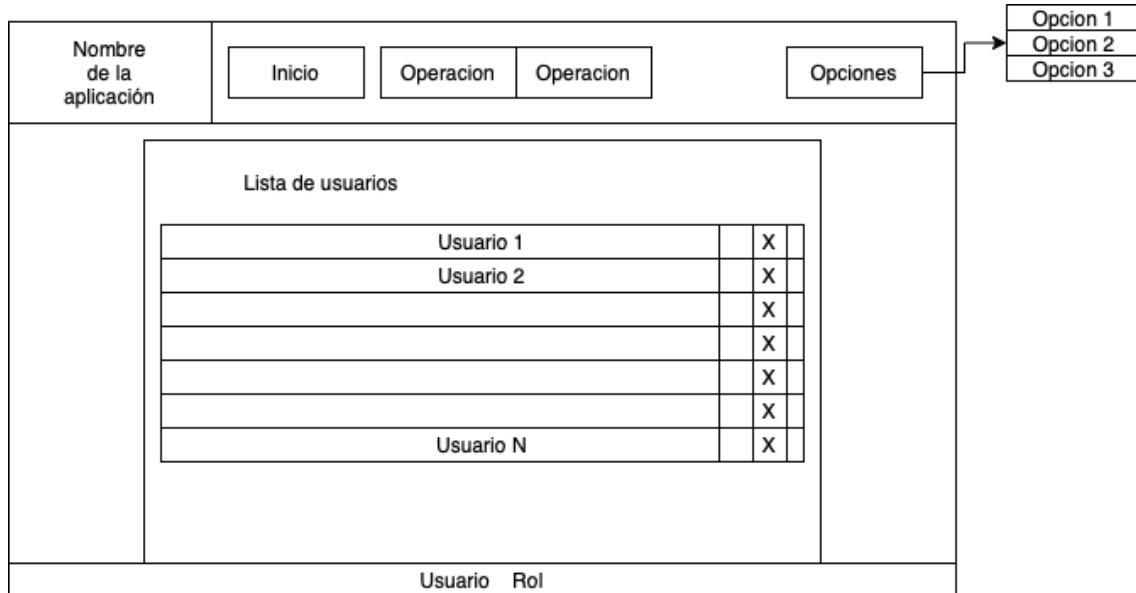 Nombre
de la
aplicación
Inicio
Operacion
Operacion
Opciones
Opcion 1
Opcion 2
Opcion 3
Lista de usuarios
Usuario 1 X
Usuario 2 X
X
X
X
X
Usuario N X
Usuario Rol